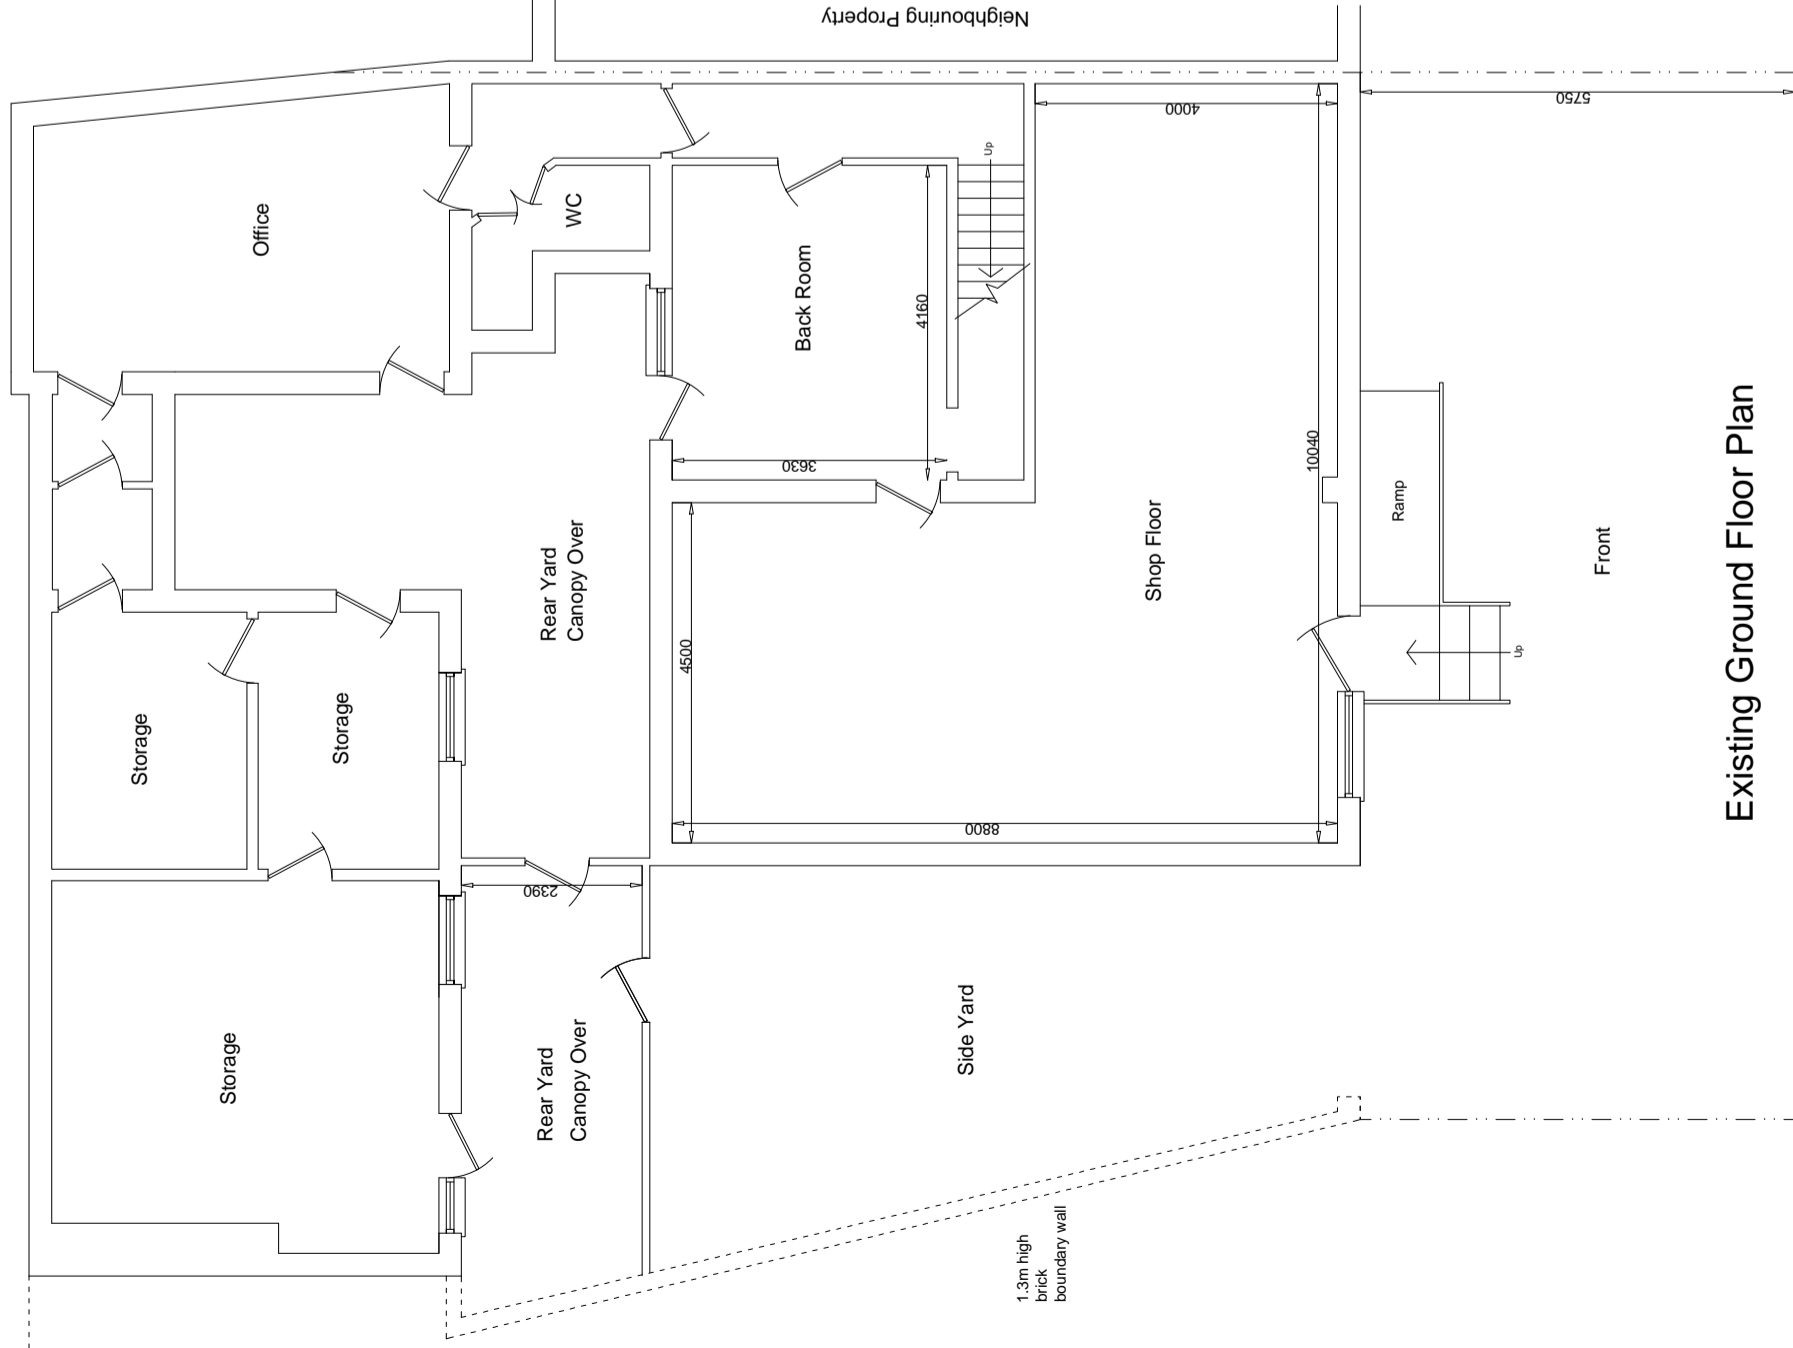 Neighbouring Property
5750
4000
Office
WC
Up
Back Room
4160
3630
10040
Ramp
Shop Floor
Front
Rear Yard
Canopy Over
4500
Up
Storage
Storage
8800
2390
Storage
Rear Yard
Canopy Over
Side Yard
1.3m high
brick
boundary wall
Existing Ground Floor Plan